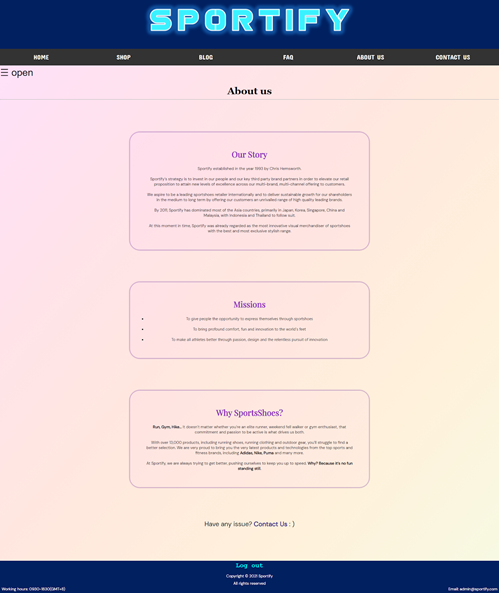 SPORTIFY
HOME SHOP BLOG FAQ ABOUT US CONTACT US
☰ open
About us
Our Story
Sportify established in the year 1990 by Chris Hemsworth.
Sportify's strategy is to invest in our people and our key third-party brand partners in order to elevate our retail
proposition to attain new levels of excellence across our multi-brand, multi-channel offering to customers.
We aspire to be a leading sportshoes retailer internationally and to deliver sustainable growth for our shareholders
in the medium to long term by offering our customers an unrivalled range of high quality leading brands.
By 2021, Sportify has dominated most of the Asia countries, primarily in Japan, Korea, Singapore, China and
Malaysia, with Indonesia and Thailand to follow suit.
At this moment in time, Sportify was already regarded as the most innovative visual merchandiser of sportshoes
with the best and most exclusive stylish range.
Missions
• To give people the opportunity to express themselves through sportshoes
• To bring profound comfort, fun and innovation to the world's feet
• To make all athletes better through passion, design and the relentless pursuit of innovation.
Why SportsShoes?
Run, Gym, Hike... it doesn't matter whether you're an elite runner, weekend fell walker or gym enthusiast, that
commitment and passion to be active is what drives us both.
With over 10,000 products, including running shoes, running clothing and outdoor gear, you'll struggle to find a
better selection. We are very proud to bring you the very latest products and technologies from the top sports and
fitness brands, including Adidas, Nike, Puma and many more.
At Sportify, we are always trying to get better, pushing ourselves to keep you up to speed. Why? Because it's no fun
standing still.
Have any issue? Contact Us : )
Log out
Copyright © 2021 Sportify
All rights reserved
Working hours: 0930-1830(GMT+8) Email: admin@sportify.com